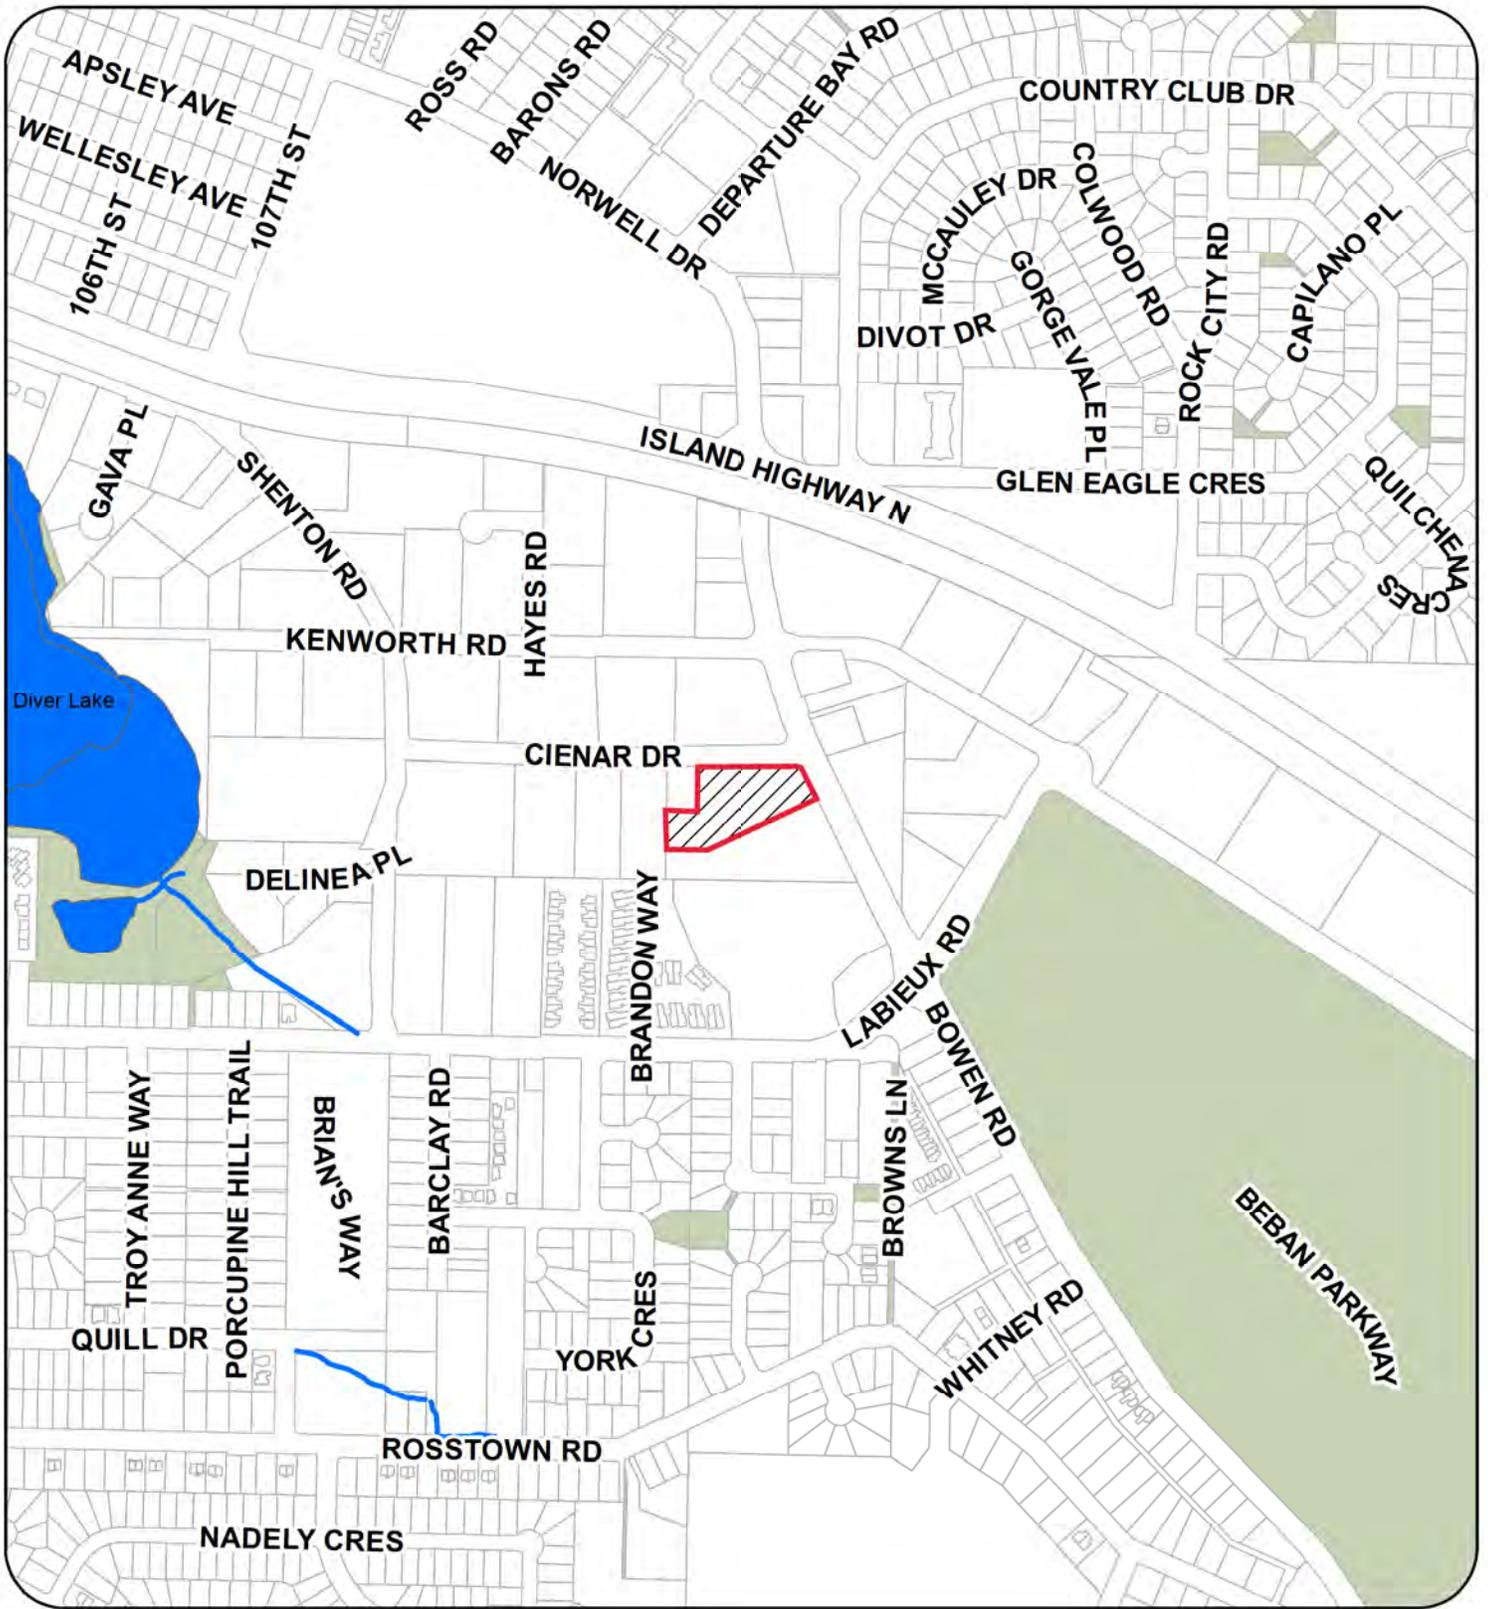 APSLEY AVE
WELLESLEY AVE
106TH ST
107TH ST
ROSS RD
BARONS RD
NORWELL DR
DEPARTURE BAY RD
COUNTRY CLUB DR
MCCAULEY DR
COLWOOD RD
GORGE VALE PL
ROCK CITY RD
CAPILANO PL
DIVOT DR
ISLAND HIGHWAY N
GLEN EAGLE CRES
QUILCHENA
CRES
GAVA PL
SHENTON RD
HAYES RD
KENWORTH RD
Diver Lake
CIENAR DR
DELINEA PL
BRANDON WAY
LABIEUX RD
BOWEN RD
TROY ANNE WAY
PORCUPINE HILL TRAIL
BRIAN'S WAY
BARCLAY RD
BROWNS LN
BEBAN PARKWAY
QUILL DR
YORK
CRES
WHITNEY RD
ROSSTOWN RD
NADELY CRES